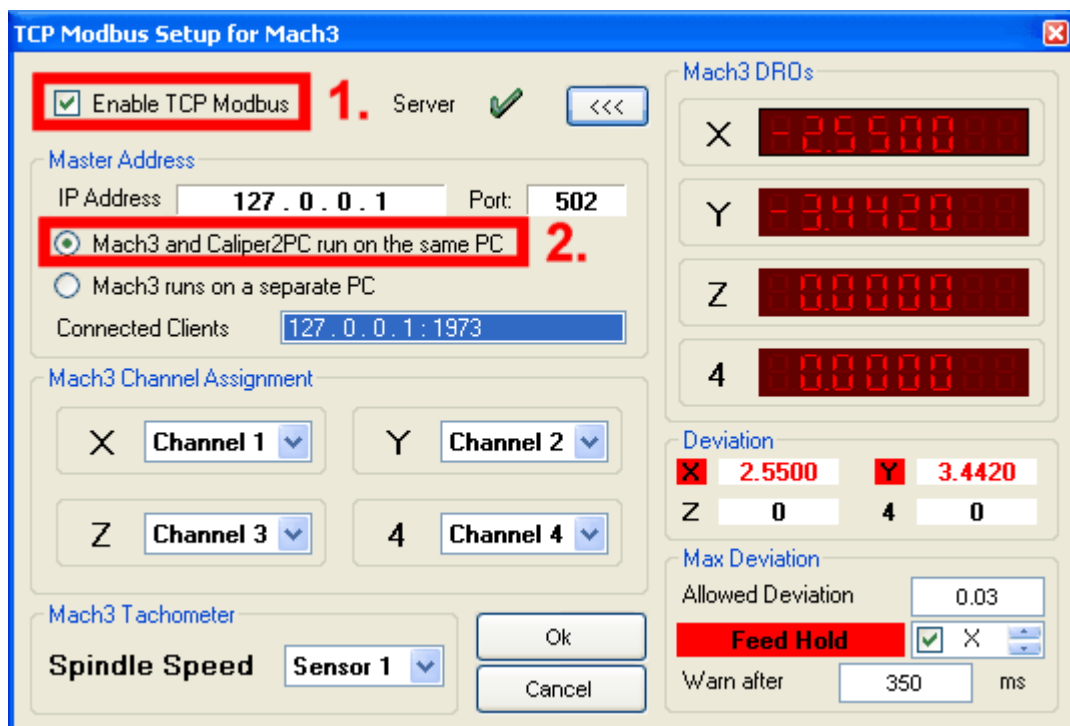 TCP Modbus Setup for Mach3
Enable TCP Modbus 1. Server <<<
Master Address
IP Address 127 . 0 . 0 . 1 Port: 502
Mach3 and Caliper2PC run on the same PC 2.
Mach3 runs on a separate PC
Connected Clients 127 . 0 . 0 . 1 : 1973
Mach3 Channel Assignment
X Channel 1 Y Channel 2
Z Channel 3 4 Channel 4
Mach3 Tachometer
Spindle Speed Sensor 1
Ok
Cancel
Mach3 DROs
X -2.5500
Y -3.4420
Z 0.0000
4 0.0000
Deviation
X 2.5500 Y 3.4420
Z 0 4 0
Max Deviation
Allowed Deviation 0.03
Feed Hold X
Warn after 350 ms